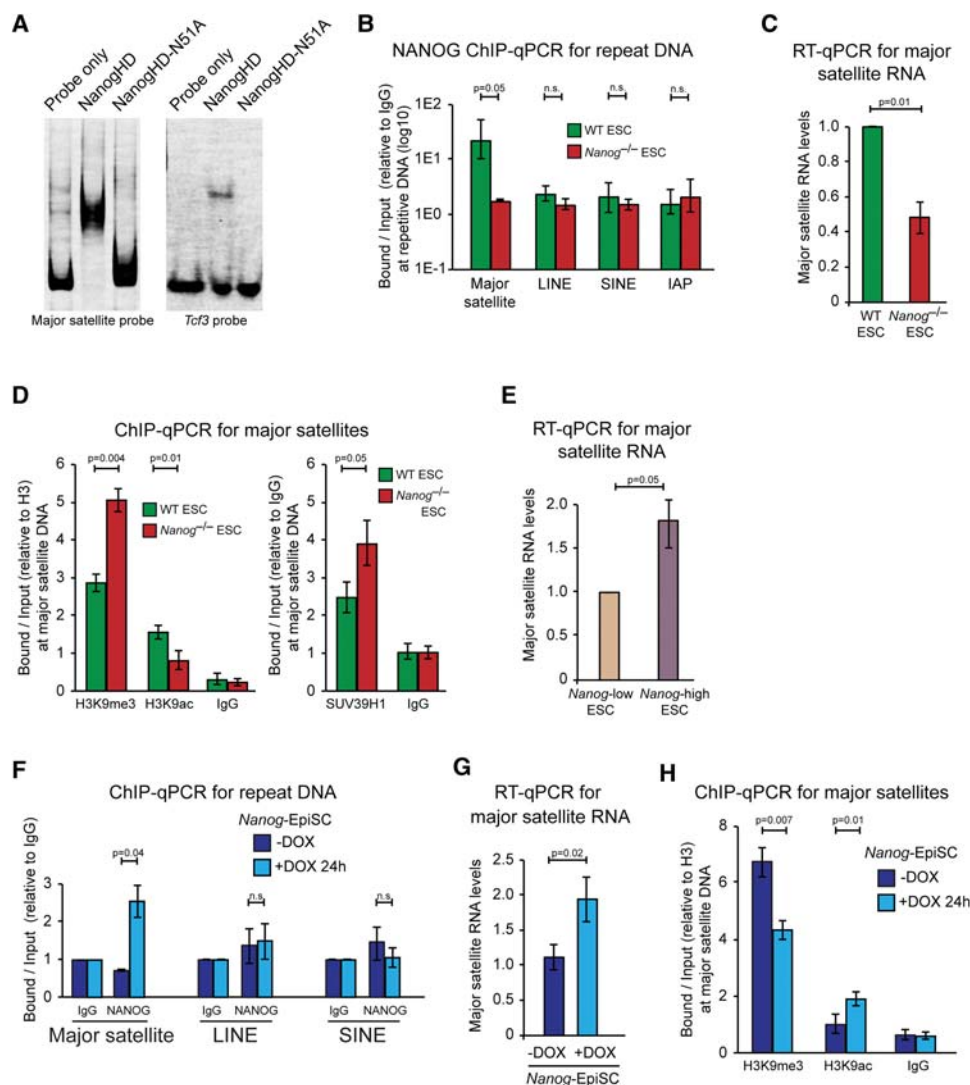 A
Probe only
NanogHD
NanogHD-N51A
Probe only
NanogHD
NanogHD-N51A
Major satellite probe
Tcf3 probe
B
NANOG ChIP-qPCR for repeat DNA
Bound / Input (relative to IgG)
at repetitive DNA (log10)
1E2
1E1
1E0
1E-1
p=0.05
n.s.
n.s.
n.s.
WT ESC
Nanog–/– ESC
Major
satellite
LINE
SINE
IAP
C
RT-qPCR for major
satellite RNA
p=0.01
Major satellite RNA levels
1.0
0.8
0.6
0.4
0.2
0
WT
ESC
Nanog–/–
ESC
D
ChIP-qPCR for major satellites
Bound / Input (relative to H3)
at major satellite DNA
6
5
4
3
2
1
0
p=0.004
p=0.01
WT ESC
Nanog–/– ESC
H3K9me3
H3K9ac
IgG
Bound / Input (relative to IgG)
at major satellite DNA
6
5
4
3
2
1
0
p=0.05
WT ESC
Nanog–/–
ESC
SUV39H1
IgG
E
RT-qPCR for major
satellite RNA
p=0.05
Major satellite RNA levels
2.0
1.5
1.0
0
Nanog-low
ESC
Nanog-high
ESC
F
ChIP-qPCR for repeat DNA
Bound / Input (relative to IgG)
4
3
2
1
0
Nanog-EpiSC
-DOX
+DOX 24h
p=0.04
n.s.
n.s.
IgG
NANOG
IgG
NANOG
IgG
NANOG
Major satellite
LINE
SINE
G
RT-qPCR for
major satellite RNA
p=0.02
Major satellite RNA levels
2.5
2.0
1.5
1.0
0.5
0
-DOX
+DOX
Nanog-EpiSC
H
ChIP-qPCR for major satellites
Bound / Input (relative to H3)
at major satellite DNA
8
6
4
2
0
p=0.007
p=0.01
Nanog-EpiSC
-DOX
+DOX 24h
H3K9me3
H3K9ac
IgG